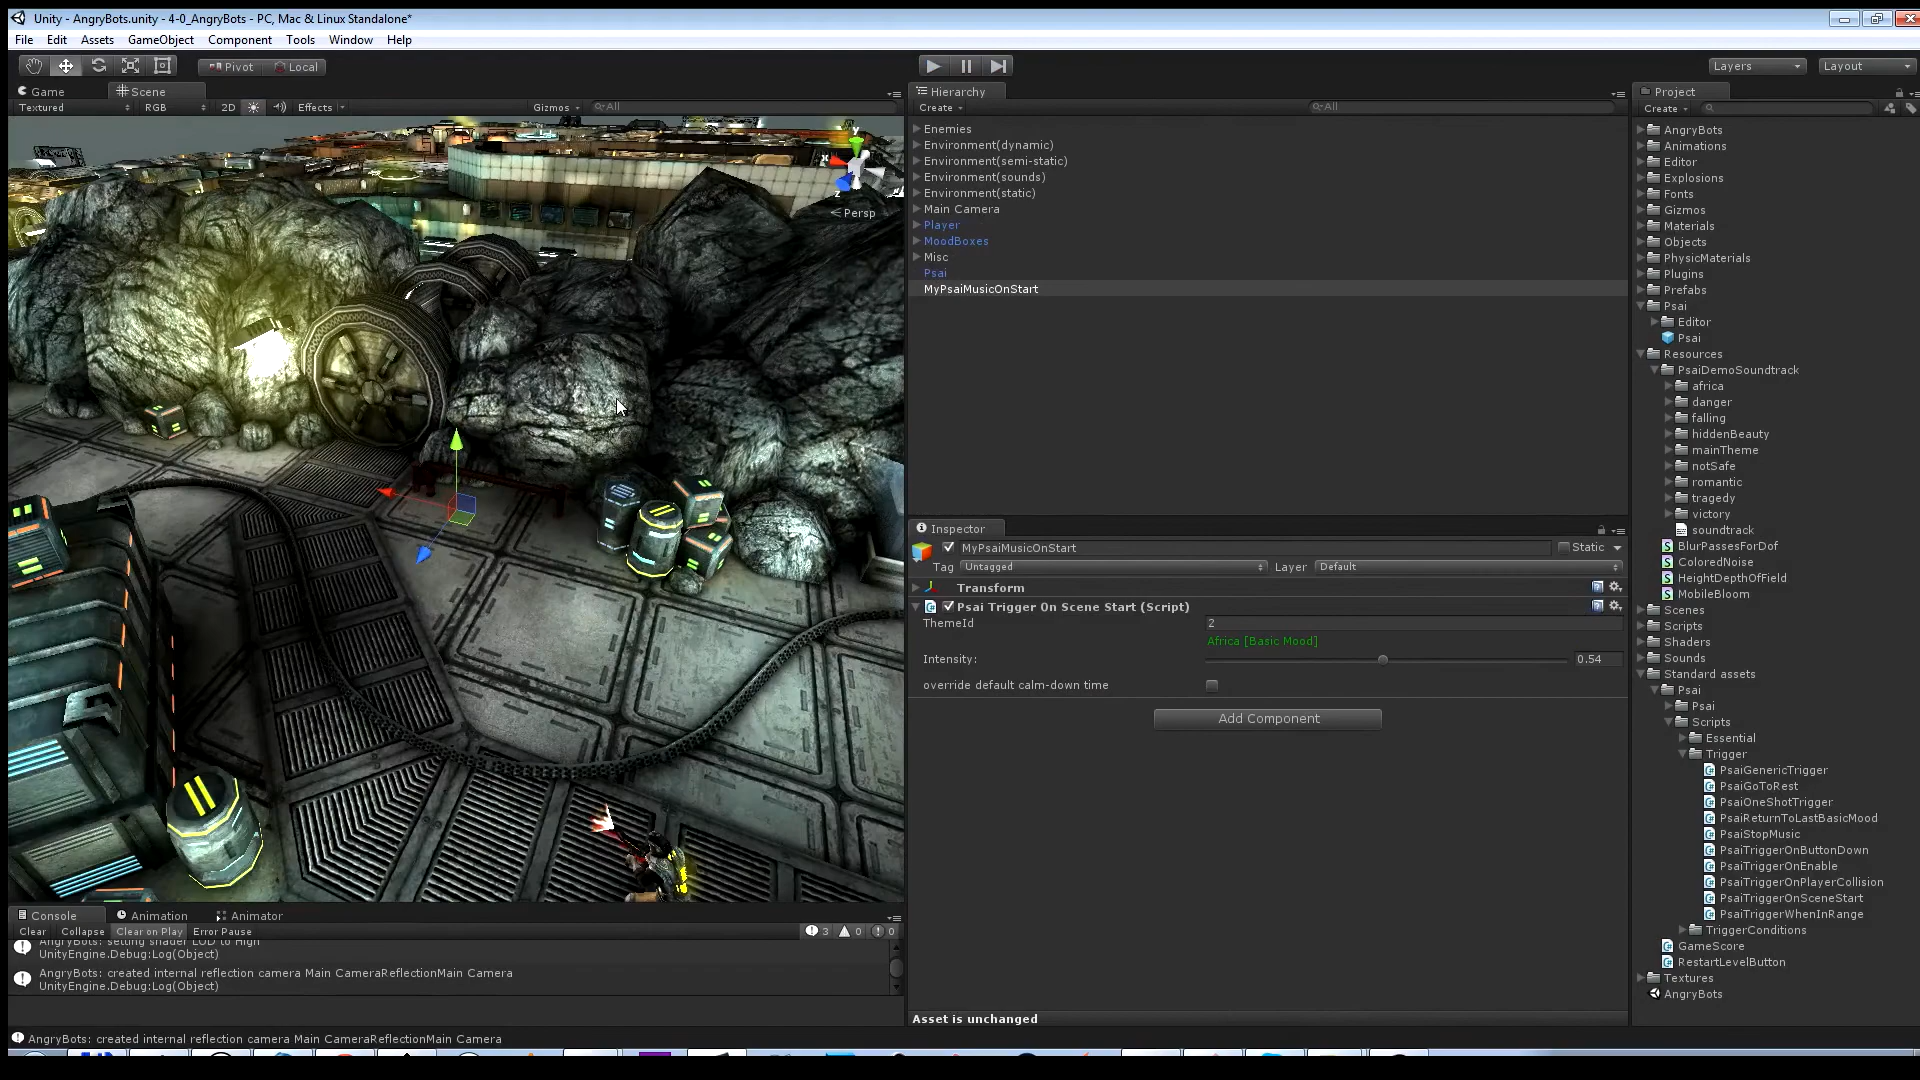 Unity - AngryBots.unity - 4-0_AngryBots - PC, Mac & Linux Standalone*
File Edit Assets GameObject Component Tools Window Help
Pivot Local Layers Layout
Game Scene
Textured RGB 2D Effects Gizmos All
y
x
z
Persp
Hierarchy
Create All
Enemies
Environment(dynamic)
Environment(semi-static)
Environment(sounds)
Environment(static)
Main Camera
Player
MoodBoxes
Misc
Psai
MyPsaiMusicOnStart
Inspector
MyPsaiMusicOnStart Static
Tag Untagged Layer Default
Transform
Psai Trigger On Scene Start (Script)
ThemeId 2
Africa [Basic Mood]
Intensity: 0.54
override default calm-down time
Add Component
Asset is unchanged
Project
Create
AngryBots
Animations
Editor
Explosions
Fonts
Gizmos
Materials
Objects
PhysicMaterials
Plugins
Prefabs
Psai
Editor
Psai
Resources
PsaiDemoSoundtrack
africa
danger
falling
hiddenBeauty
mainTheme
notSafe
romantic
tragedy
victory
soundtrack
BlurPassesForDof
ColoredNoise
HeightDepthOfField
MobileBloom
Scenes
Scripts
Shaders
Sounds
Standard assets
Psai
Psai
Scripts
Essential
Trigger
PsaiGenericTrigger
PsaiGoToRest
PsaiOneShotTrigger
PsaiReturnToLastBasicMood
PsaiStopMusic
PsaiTriggerOnButtonDown
PsaiTriggerOnEnable
PsaiTriggerOnPlayerCollision
PsaiTriggerOnSceneStart
PsaiTriggerWhenInRange
TriggerConditions
GameScore
RestartLevelButton
Textures
AngryBots
Console Animation Animator
Clear Collapse Clear on Play Error Pause 3 0 0
AngryBots: setting shader LOD to High
UnityEngine.Debug:Log(Object)
AngryBots: created internal reflection camera Main CameraReflectionMain Camera
UnityEngine.Debug:Log(Object)
AngryBots: created internal reflection camera Main CameraReflectionMain Camera